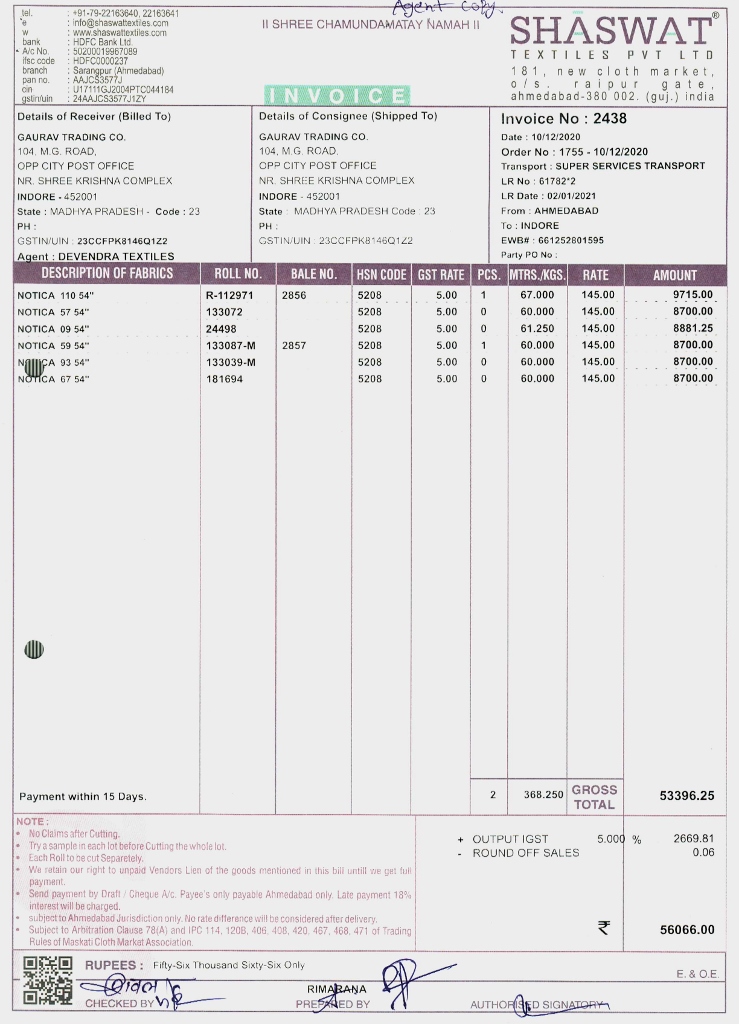 Agent Copy.
II SHREE CHAMUNDAMATAY NAMAH II
tel. : +91-79-22163640, 22163641
e : info@shaswattextiles.com
w : www.shaswattextiles.com
bank : HDFC Bank Ltd.
A/c No. : 50200019967089
ifsc code : HDFC0000237
branch : Sarangpur (Ahmedabad)
pan no. : AAJCS3577J
cin : U17111GJ2004PTC044184
gstin/uin : 24AAJCS3577J1ZY
SHASWAT®
TEXTILES PVT LTD
181, new cloth market,
o/s. raipur gate,
ahmedabad-380 002. (guj.) india
INVOICE
Details of Receiver (Billed To)
GAURAV TRADING CO.
104, M.G. ROAD,
OPP CITY POST OFFICE
NR. SHREE KRISHNA COMPLEX
INDORE - 452001
State : MADHYA PRADESH - Code : 23
PH :
GSTIN/UIN : 23CCFPK8146Q1Z2
Agent : DEVENDRA TEXTILES
Details of Consignee (Shipped To)
GAURAV TRADING CO.
104, M.G. ROAD,
OPP CITY POST OFFICE
NR. SHREE KRISHNA COMPLEX
INDORE - 452001
State : MADHYA PRADESH Code : 23
PH :
GSTIN/UIN : 23CCFPK8146Q1Z2
Invoice No : 2438
Date : 10/12/2020
Order No : 1755 - 10/12/2020
Transport : SUPER SERVICES TRANSPORT
LR No : 61782*2
LR Date : 02/01/2021
From : AHMEDABAD
To : INDORE
EWB# : 661252801595
Party PO No :
DESCRIPTION OF FABRICS ROLL NO. BALE NO. HSN CODE GST RATE PCS. MTRS./KGS. RATE AMOUNT
NOTICA 110 54" R-112971 2856 5208 5.00 1 67.000 145.00 9715.00
NOTICA 57 54" 133072 5208 5.00 0 60.000 145.00 8700.00
NOTICA 09 54" 24498 5208 5.00 0 61.250 145.00 8881.25
NOTICA 59 54" 133087-M 2857 5208 5.00 1 60.000 145.00 8700.00
NOTICA 93 54" 133039-M 5208 5.00 0 60.000 145.00 8700.00
NOTICA 67 54" 181694 5208 5.00 0 60.000 145.00 8700.00
Payment within 15 Days. 2 368.250 GROSS TOTAL 53396.25
NOTE :
• No Claims after Cutting.
• Try a sample in each lot before Cutting the whole lot.
• Each Roll to be cut Separately.
• We retain our right to unpaid Vendors Lien of the goods mentioned in this bill untill we get full
payment.
• Send payment by Draft / Cheque A/c. Payee's only payable Ahmedabad only. Late payment 18%
interest will be charged.
• subject to Ahmedabad Jurisdiction only. No rate difference will be considered after delivery.
• Subject to Arbitration Clause 78(A) and IPC 114, 120B, 406, 408, 420, 467, 468, 471 of Trading
Rules of Maskati Cloth Market Association.
+ OUTPUT IGST 5.000 % 2669.81
- ROUND OFF SALES 0.06
₹ 56066.00
RUPEES : Fifty-Six Thousand Sixty-Six Only
E. & O.E.
RIMARANA
CHECKED BY PREPARED BY AUTHORISED SIGNATORY